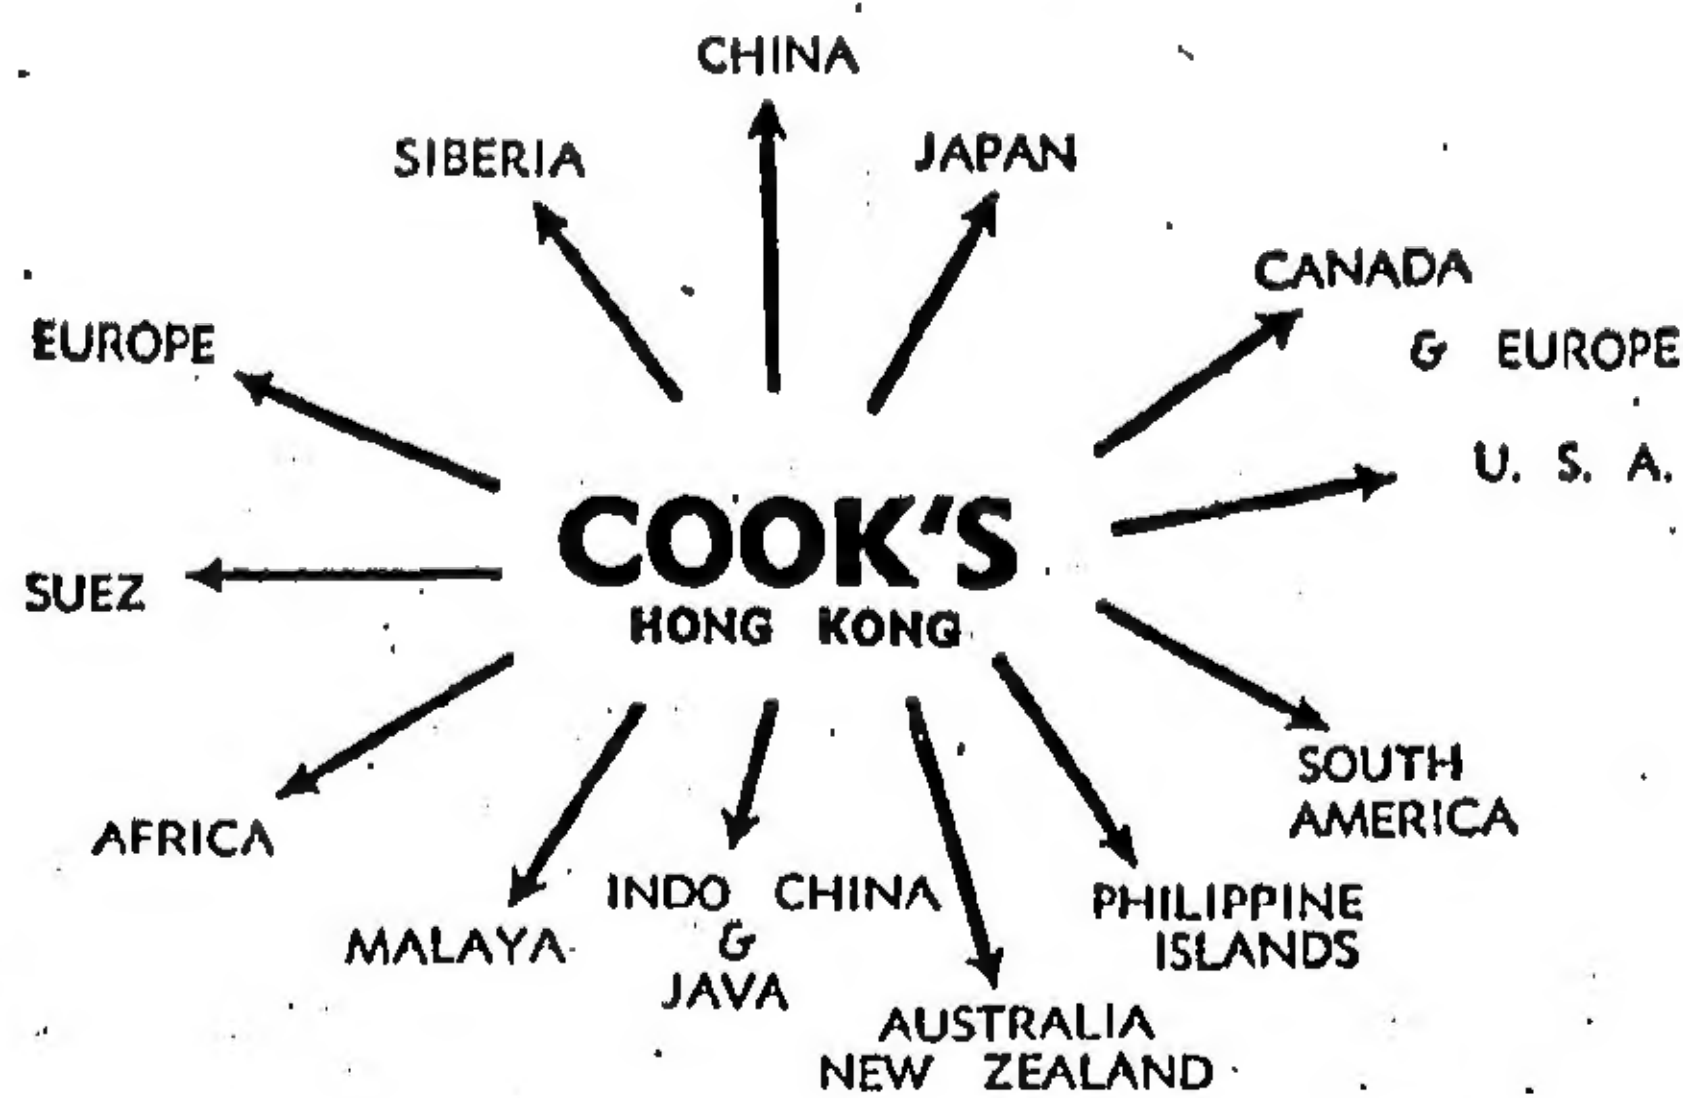 CHINA
SIBERIA
JAPAN
CANADA
& EUROPE
EUROPE
U. S. A.
COOK'S
HONG KONG
SUEZ
SOUTH
AMERICA
AFRICA
INDO CHINA
&
JAVA
MALAYA
PHILIPPINE
ISLANDS
AUSTRALIA
NEW ZEALAND